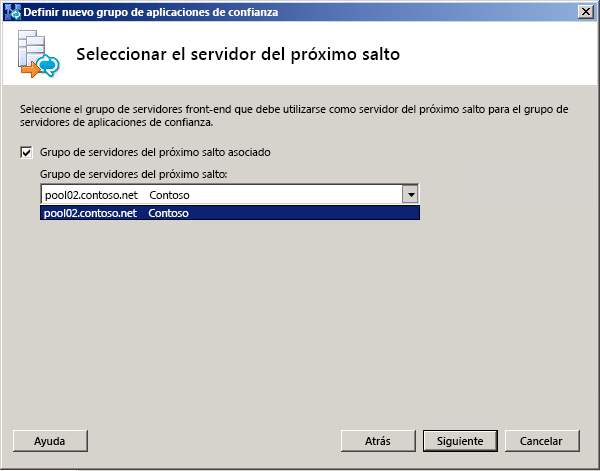 Definir nuevo grupo de aplicaciones de confianza
Seleccionar el servidor del próximo salto
Seleccione el grupo de servidores front-end que debe utilizarse como servidor del próximo salto para el grupo de
servidores de aplicaciones de confianza.
Grupo de servidores del próximo salto asociado
Grupo de servidores del próximo salto:
pool02.contoso.net Contoso
pool02.contoso.net Contoso
Ayuda Atrás Siguiente Cancelar